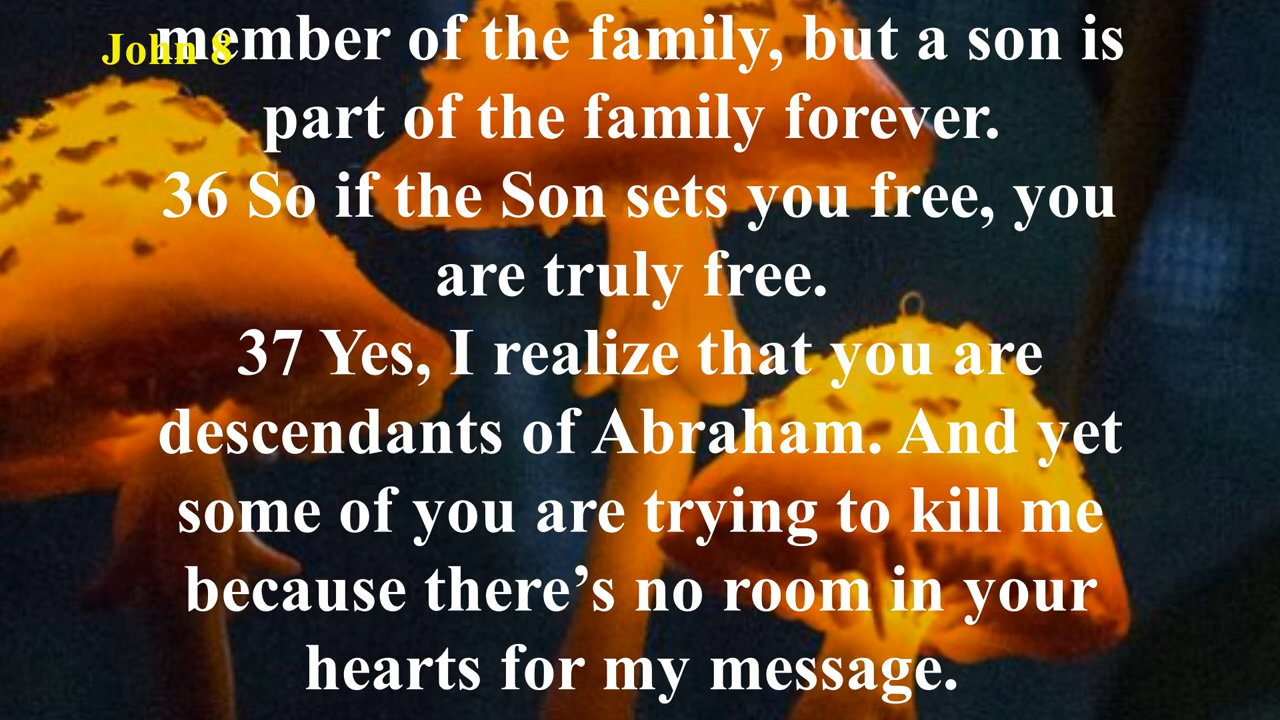 John 8
member of the family, but a son is
part of the family forever.
36 So if the Son sets you free, you
are truly free.
37 Yes, I realize that you are
descendants of Abraham. And yet
some of you are trying to kill me
because there’s no room in your
hearts for my message.